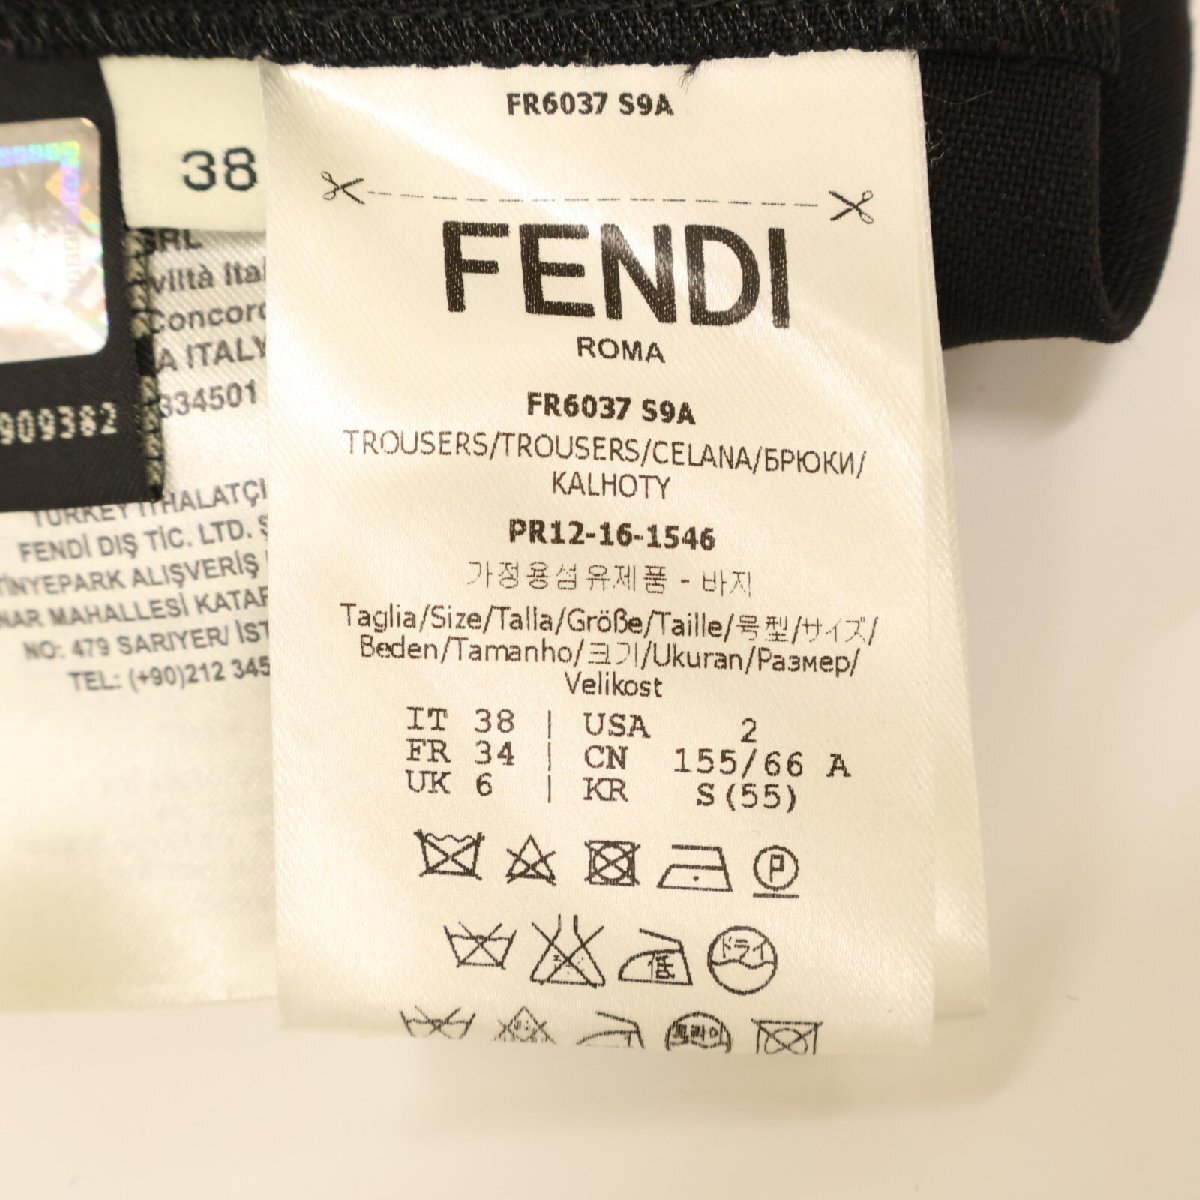 FR6037 S9A
38
FENDI
ROMA
FR6037 S9A
TROUSERS/TROUSERS/CELANA/БРЮКИ/
KALHOTY
PR12-16-1546
가정용섬유제품 - 바지
Taglia/Size/Talla/Größe/Taille/号型/サイズ/
Beden/Tamanho/크기/Ukuran/Размер/
Velikost
IT 38 | USA 2
FR 34 | CN 155/66 A
UK 6 | KR S(55)
P
ドライ
低
드라이
SRL
A ITALY
334501
909382
TURKEY İTHALATÇI
FENDİ DIŞ TİC. LTD. Ş
İNYEPARK ALIŞVERİŞ
NAR MAHALLESİ KATAR
NO: 479 SARIYER/ İST
TEL: (+90)212 345